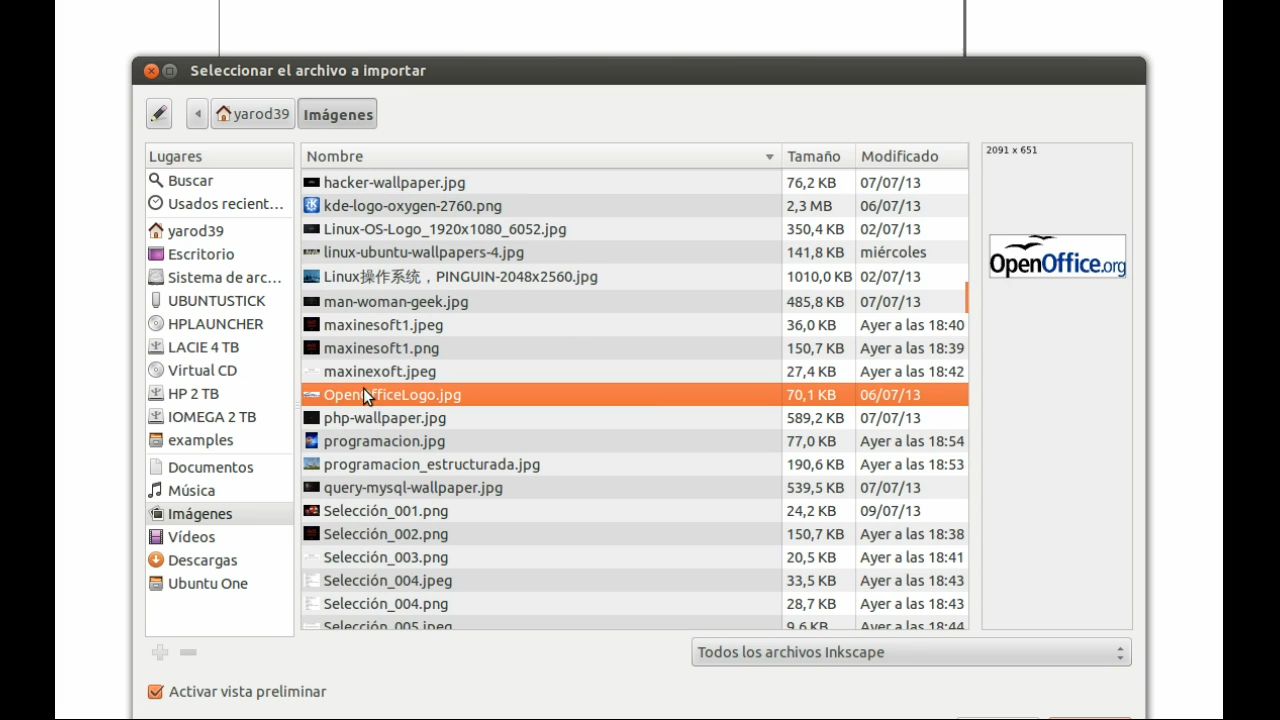 Seleccionar el archivo a importar
yarod39 Imágenes
Lugares
Buscar
Usados recient...
yarod39
Escritorio
Sistema de arc...
UBUNTUSTICK
HPLAUNCHER
LACIE 4 TB
Virtual CD
HP 2 TB
IOMEGA 2 TB
examples
Documentos
Música
Imágenes
Vídeos
Descargas
Ubuntu One
Nombre Tamaño Modificado
hacker-wallpaper.jpg 76,2 KB 07/07/13
kde-logo-oxygen-2760.png 2,3 MB 06/07/13
Linux-OS-Logo_1920x1080_6052.jpg 350,4 KB 02/07/13
linux-ubuntu-wallpapers-4.jpg 141,8 KB miércoles
Linux操作系统，PINGUIN-2048x2560.jpg 1010,0 KB 02/07/13
man-woman-geek.jpg 485,8 KB 07/07/13
maxinesoft1.jpeg 36,0 KB Ayer a las 18:40
maxinesoft1.png 150,7 KB Ayer a las 18:39
maxinexoft.jpeg 27,4 KB Ayer a las 18:42
OpenOfficeLogo.jpg 70,1 KB 06/07/13
php-wallpaper.jpg 589,2 KB 07/07/13
programacion.jpg 77,0 KB Ayer a las 18:54
programacion_estructurada.jpg 190,6 KB Ayer a las 18:53
query-mysql-wallpaper.jpg 539,5 KB 07/07/13
Selección_001.png 24,2 KB 09/07/13
Selección_002.png 150,7 KB Ayer a las 18:38
Selección_003.png 20,5 KB Ayer a las 18:41
Selección_004.jpeg 33,5 KB Ayer a las 18:43
Selección_004.png 28,7 KB Ayer a las 18:43
Selección_005.jpeg 9,6 KB Ayer a las 18:44
2091 x 651
OpenOffice.org
Todos los archivos Inkscape
Activar vista preliminar